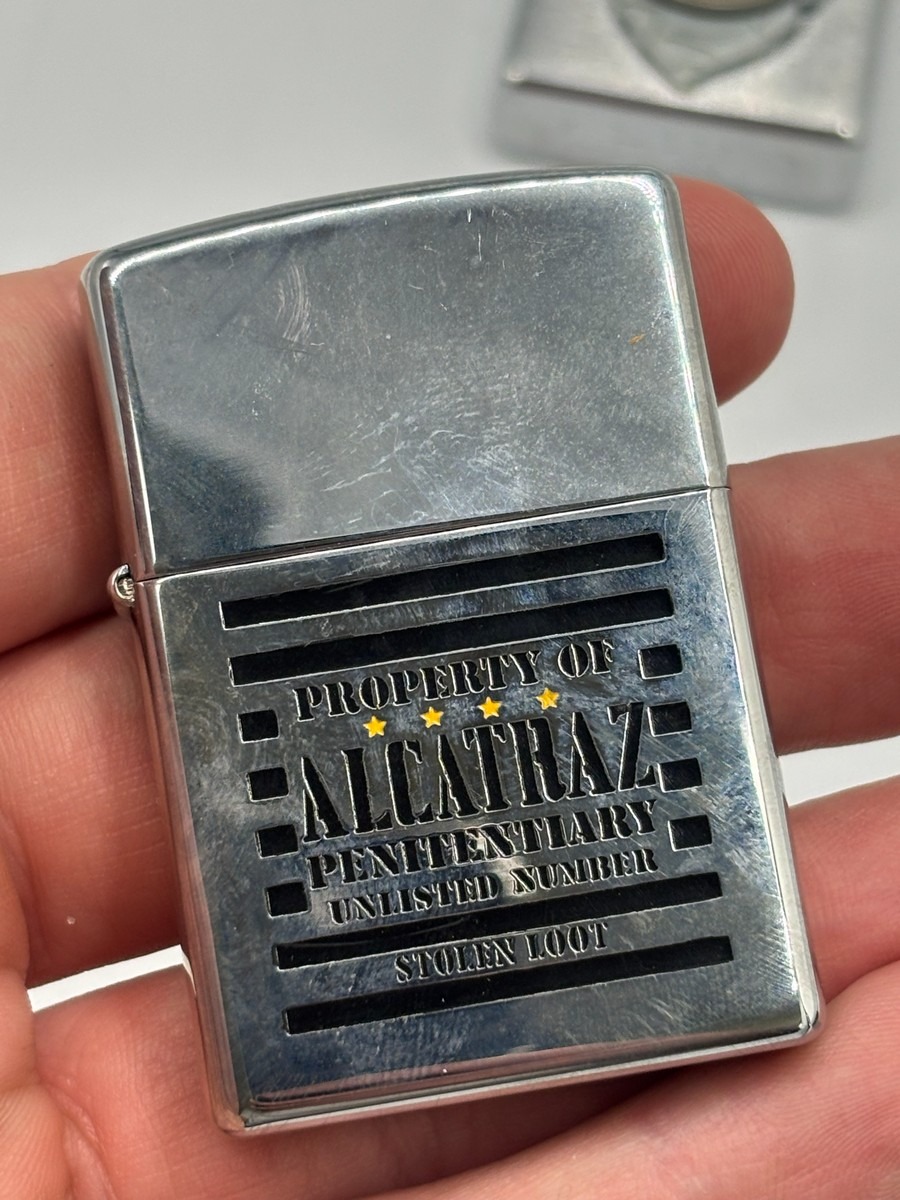 PROPERTY OF
ALCATRAZ
PENITENTIARY
UNLISTED NUMBER
STOLEN LOOT